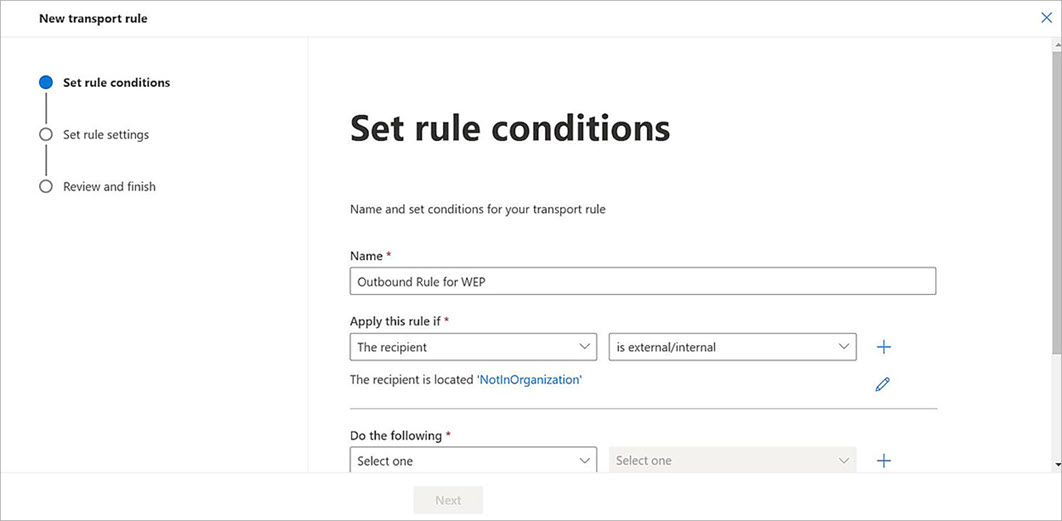 New transport rule
Set rule conditions
Set rule settings
Review and finish
Set rule conditions
Name and set conditions for your transport rule
Name *
Outbound Rule for WEP
Apply this rule if *
The recipient
is external/internal
The recipient is located 'NotInOrganization'
Do the following *
Select one
Select one
Next